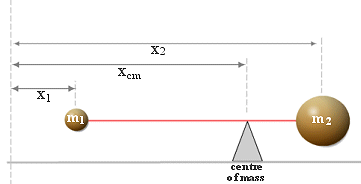 x2
xcm
x1
m1
m2
centre
of mass